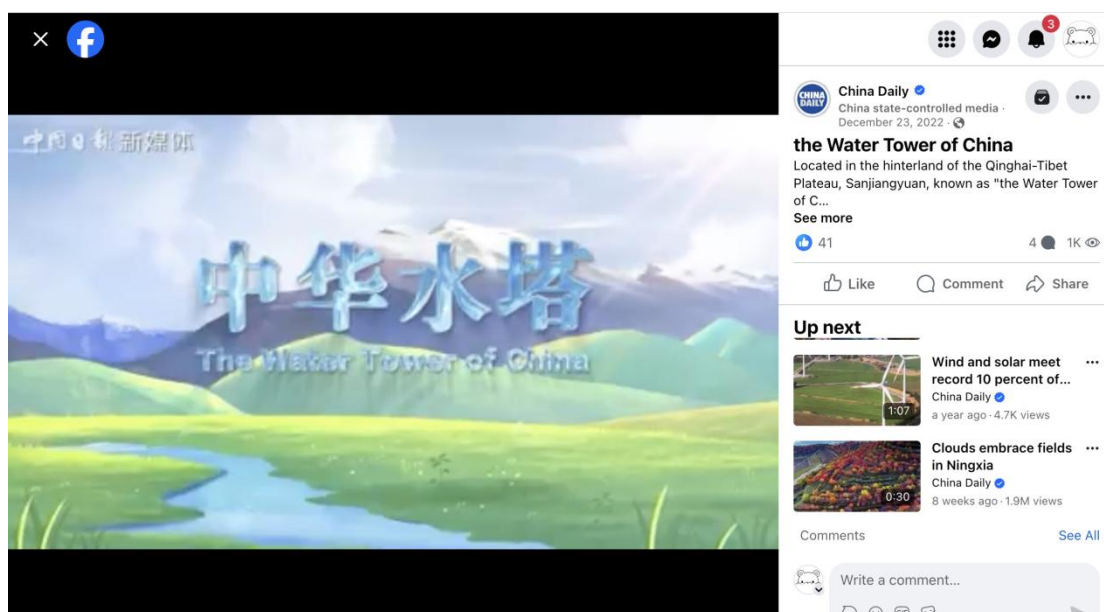 中国日报 新媒体
中华水塔
The Water Tower of China
3
CHINA DAILY
China Daily
China state-controlled media ·
December 23, 2022 ·
the Water Tower of China
Located in the hinterland of the Qinghai-Tibet
Plateau, Sanjiangyuan, known as "the Water Tower
of C...
See more
41
4
1K
Like
Comment
Share
Up next
1:07
Wind and solar meet
record 10 percent of...
China Daily
a year ago · 4.7K views
0:30
Clouds embrace fields
in Ningxia
China Daily
8 weeks ago · 1.9M views
Comments
See All
Write a comment...